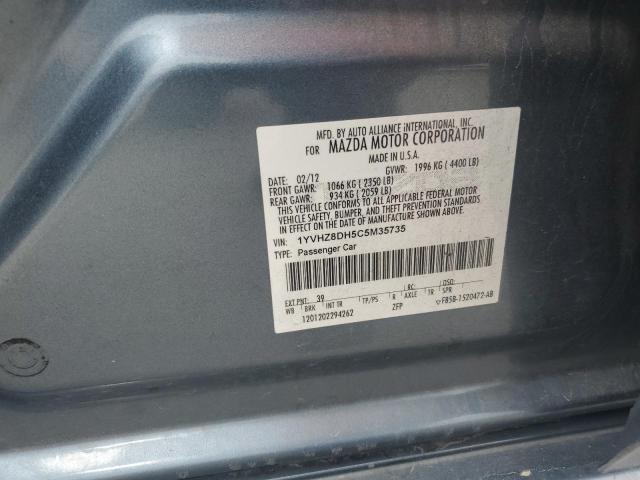 MFD. BY AUTO ALLIANCE INTERNATIONAL, INC.
FOR MAZDA MOTOR CORPORATION
MADE IN U.S.A.
02/12 GVWR: 1996 KG ( 4400 LB)
DATE:
FRONT GAWR: 1066 KG ( 2350 LB)
REAR GAWR: 934 KG ( 2059 LB)
THIS VEHICLE CONFORMS TO ALL APPLICABLE FEDERAL MOTOR
VEHICLE SAFETY, BUMPER, AND THEFT PREVENTION STANDARDS
IN EFFECT ON THE DATE OF MANUFACTURE SHOWN ABOVE.
VIN: 1YVHZ8DH5C5M35735
TYPE: Passenger Car
EXT PNT: 39 RC: DSO:
WB BRK INT TR TP/PS R AXLE TR SPR
1201202294262 ZFP F85B-1520472-AB